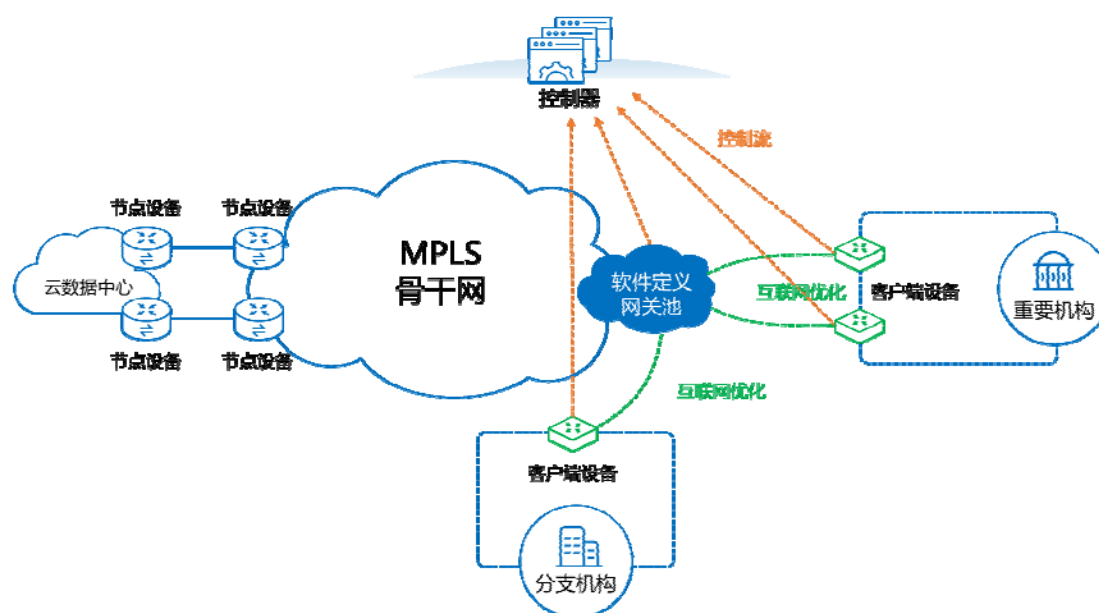 控制器
控制流
节点设备
节点设备
MPLS
骨干网
云数据中心
软件定义
网关池
互联网优化
客户端设备
重要机构
节点设备
节点设备
互联网优化
客户端设备
分支机构